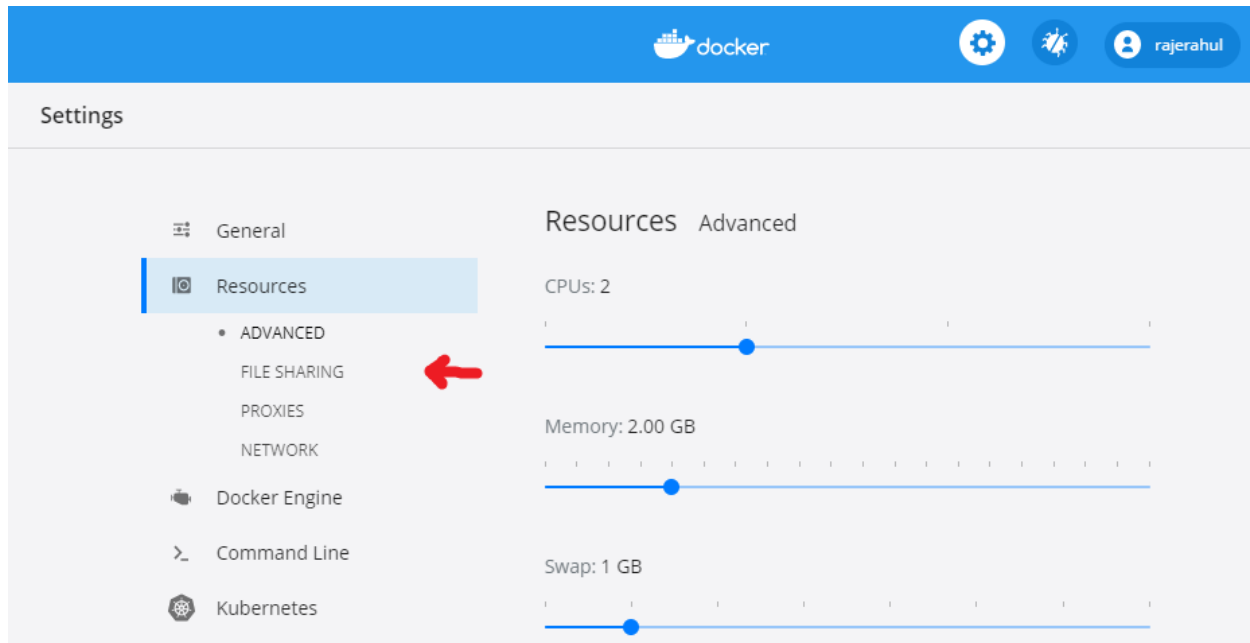 docker
rajerahul
Settings
General
Resources
ADVANCED
FILE SHARING
PROXIES
NETWORK
Docker Engine
Command Line
Kubernetes
Resources Advanced
CPUs: 2
Memory: 2.00 GB
Swap: 1 GB